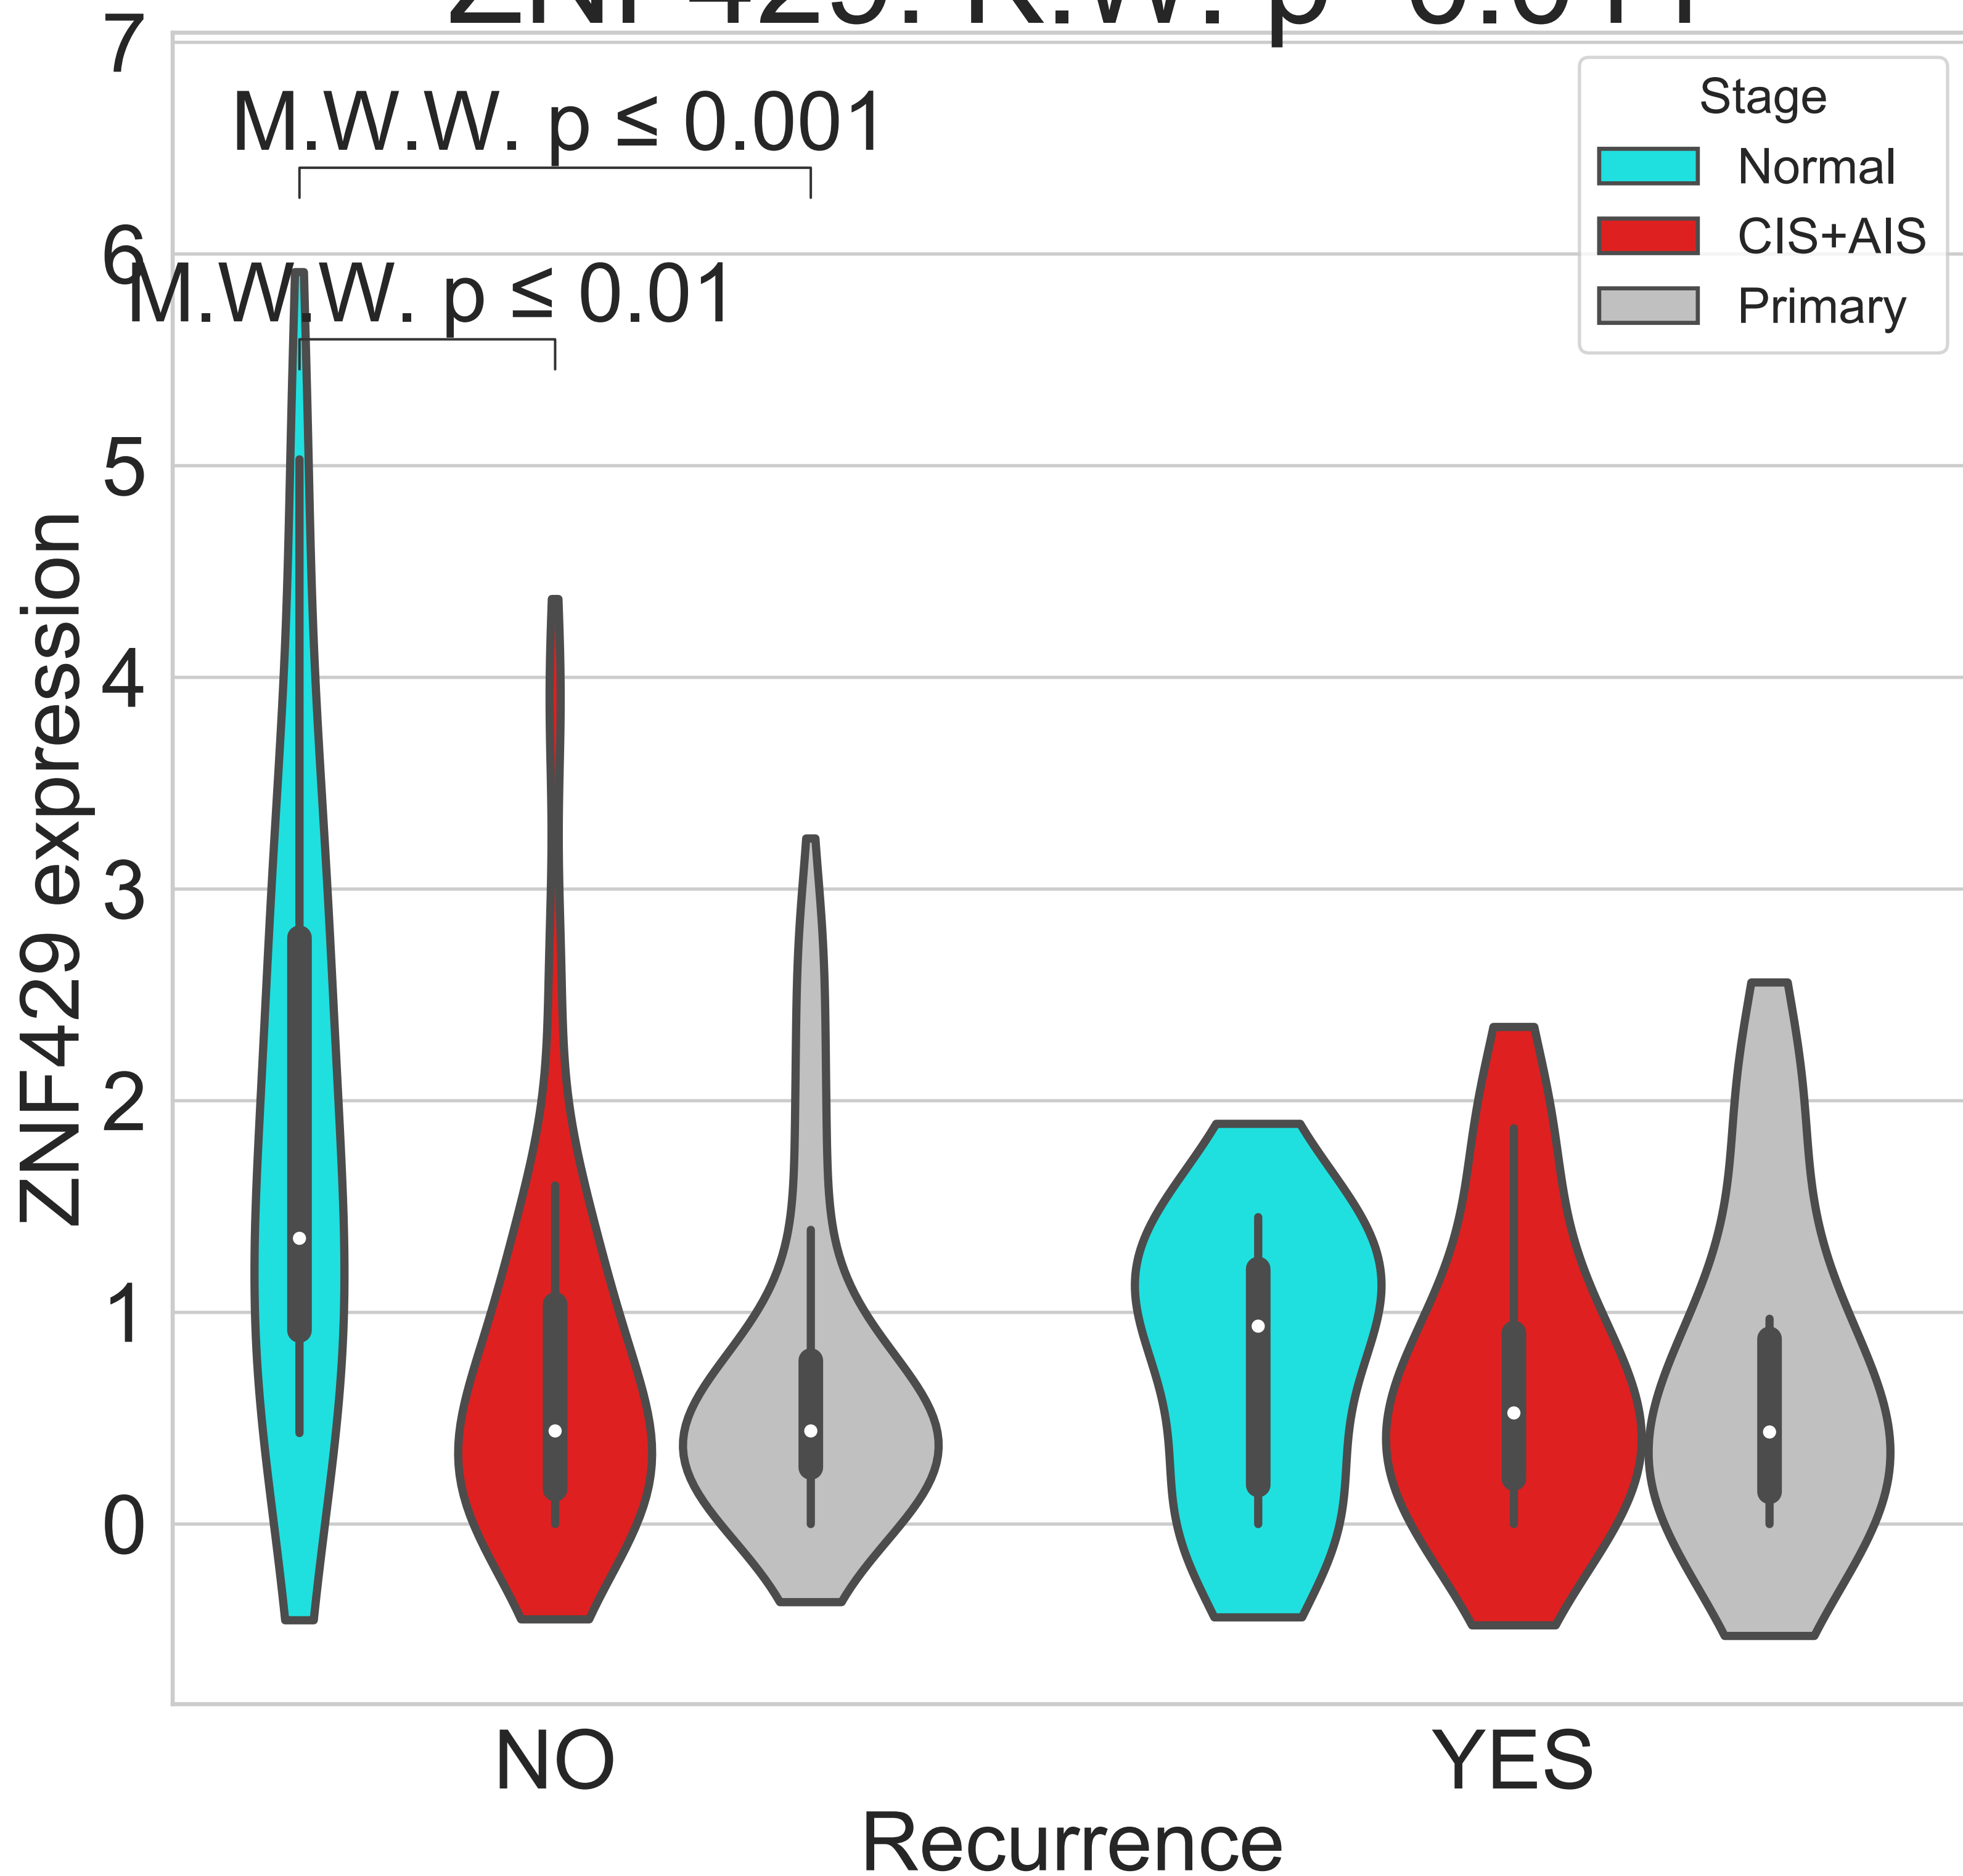 7
M.W.W. p ≤ 0.001
Stage
Normal
CIS+AIS
Primary
6
M.W.W. p ≤ 0.01
5
4
3
2
1
0
ZNF429 expression
NO
YES
Recurrence